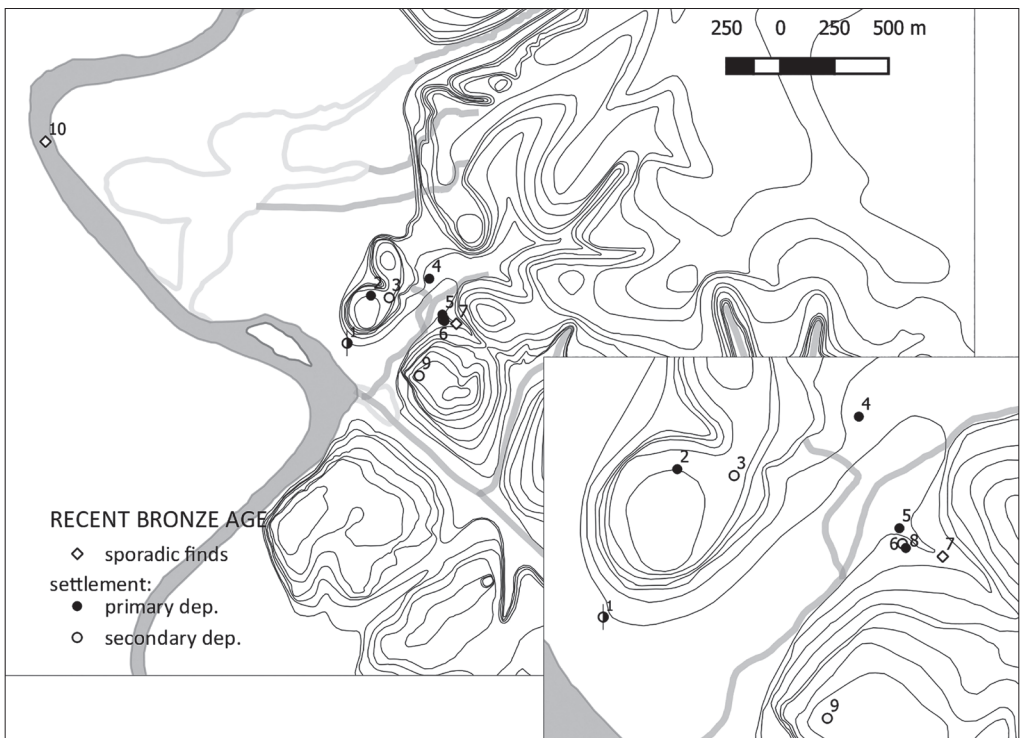 250 0 250 500 m
10
4
2
3
5
7
6
1
9
RECENT BRONZE AGE
sporadic finds
settlement:
primary dep.
secondary dep.
4
2
3
5
6 8 7
1
9